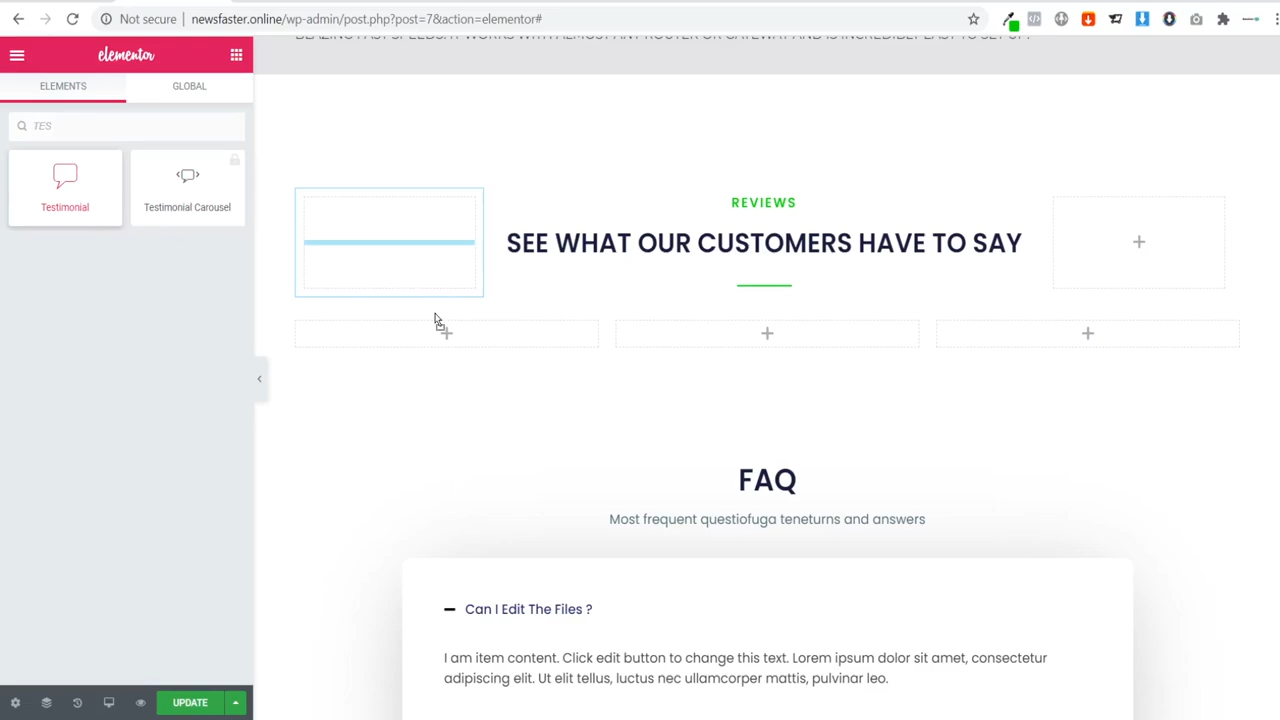 Not secure
newsfaster.online/wp-admin/post.php?post=7&action=elementor#
elementor
ELEMENTS
GLOBAL
TES
Testimonial
Testimonial Carousel
UPDATE
REVIEWS
SEE WHAT OUR CUSTOMERS HAVE TO SAY
FAQ
Most frequent questiofuga teneturns and answers
Can I Edit The Files ?
I am item content. Click edit button to change this text. Lorem ipsum dolor sit amet, consectetur
adipiscing elit. Ut elit tellus, luctus nec ullamcorper mattis, pulvinar leo.